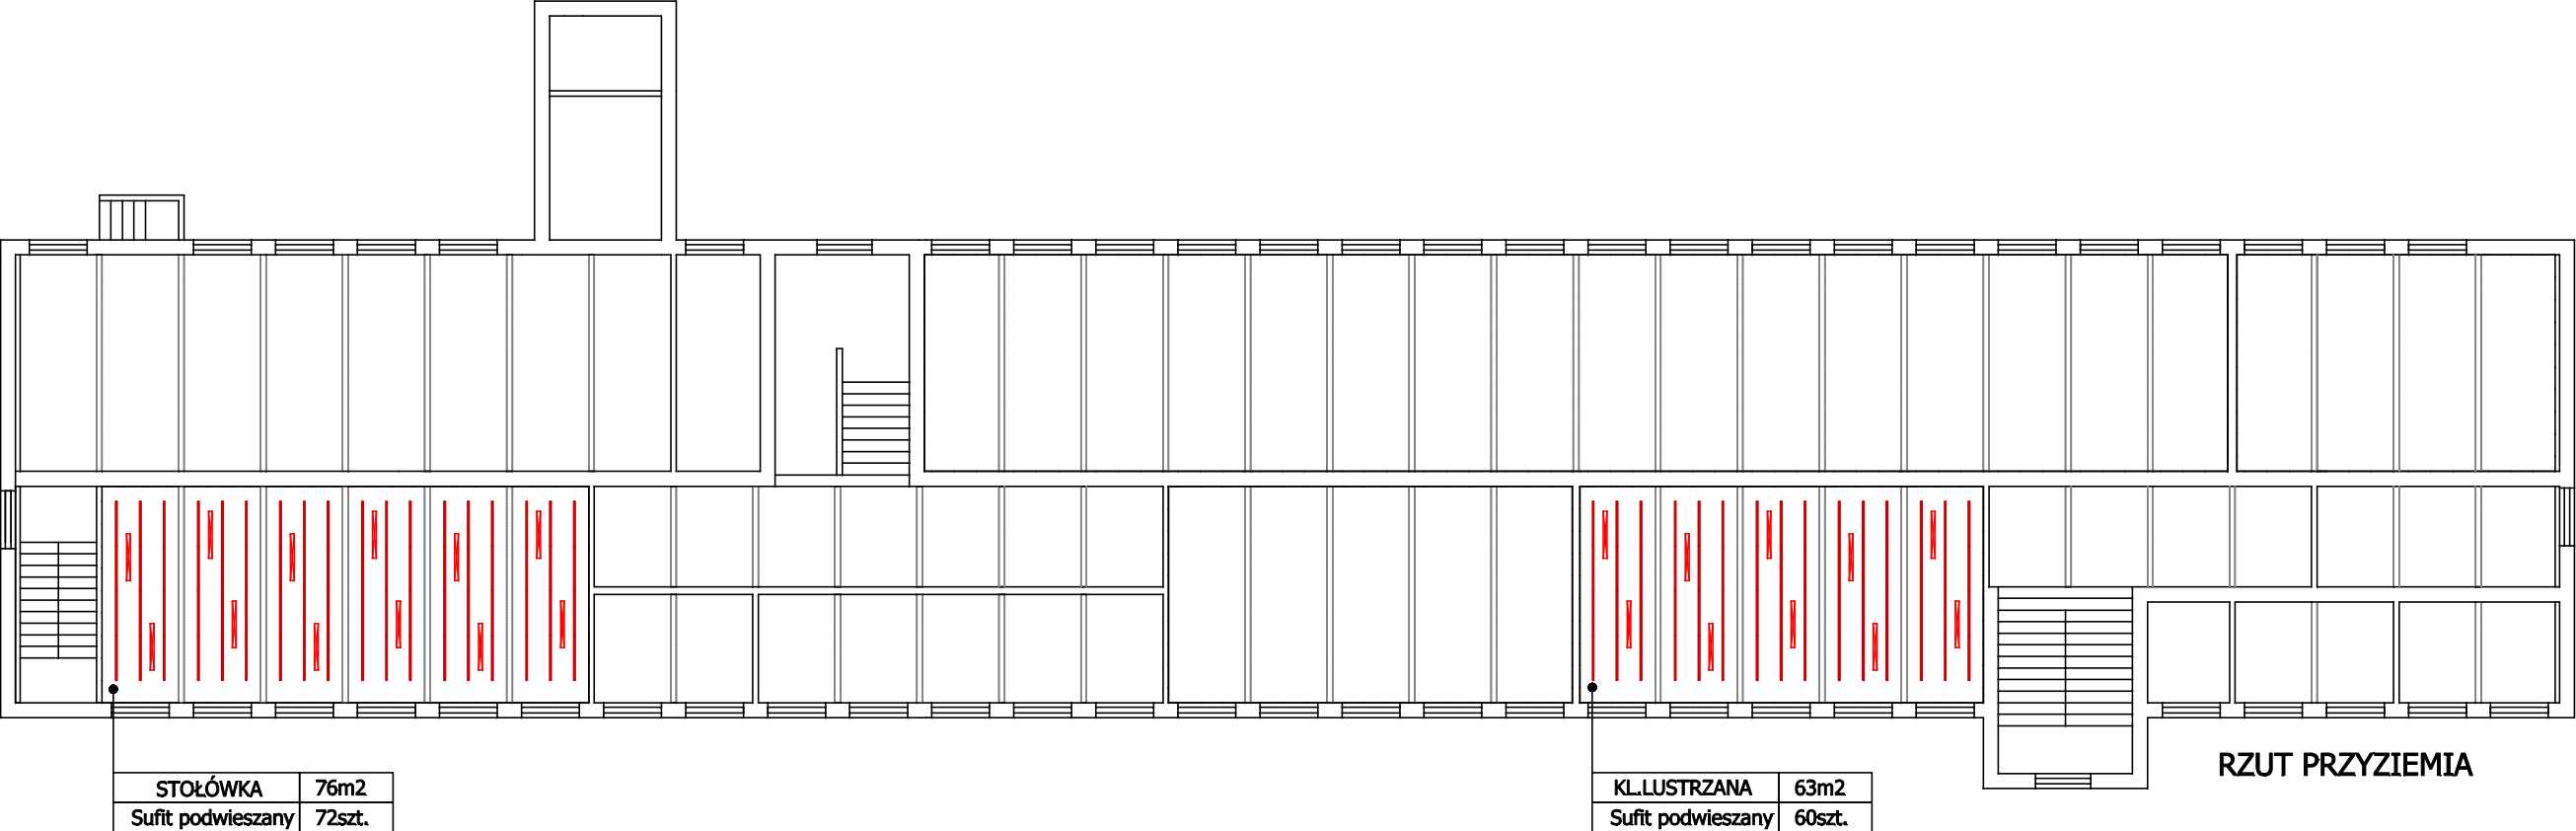 RZUT PRZYZIEMIA
STOŁÓWKA 76m2
Sufit podwieszany 72szt.
KL.LUSTRZANA 63m2
Sufit podwieszany 60szt.